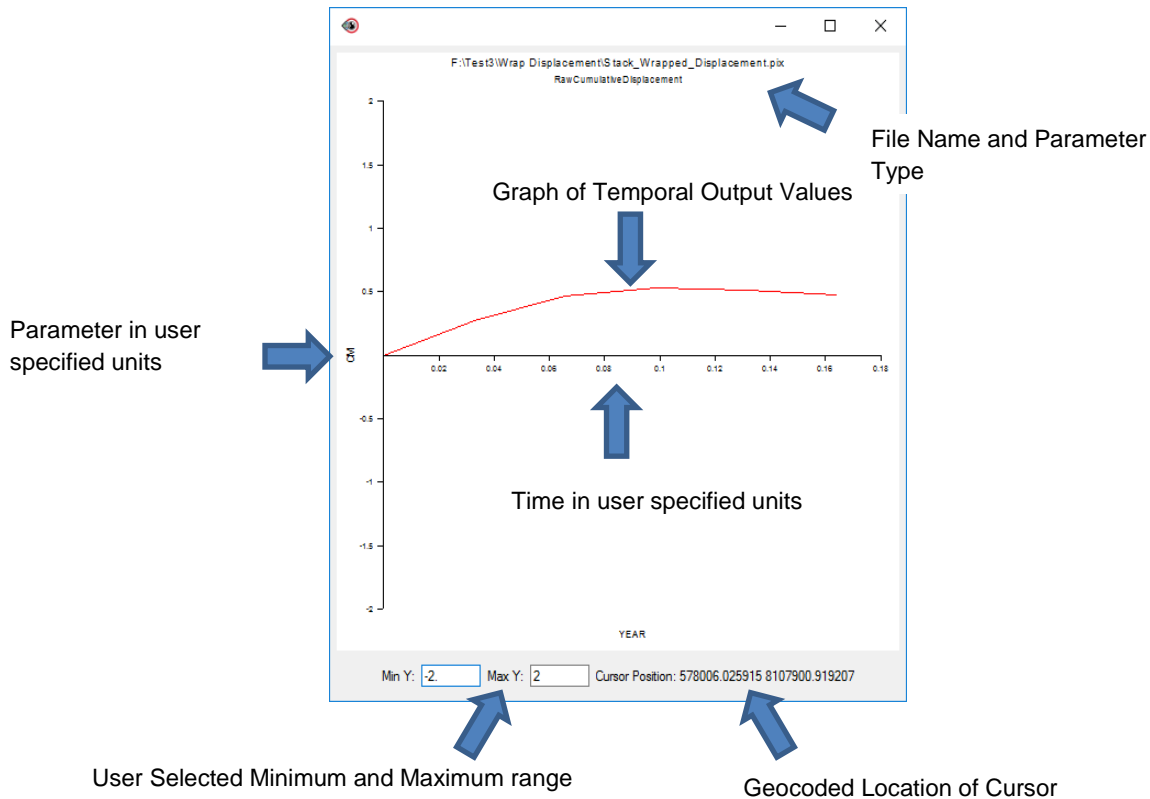 F:\Test3\Wrap Displacement\Stack_Wrapped_Displacement.pix
RawCumulativeDisplacement
File Name and Parameter
Type
Graph of Temporal Output Values
2
1.5
1
0.5
-0.5
-1
-1.5
-2
Parameter in user
specified units
CM
0.02 0.04 0.06 0.08 0.1 0.12 0.14 0.16 0.18
Time in user specified units
YEAR
Min Y: -2. Max Y: 2 Cursor Position: 578006.025915 8107900.919207
User Selected Minimum and Maximum range
Geocoded Location of Cursor